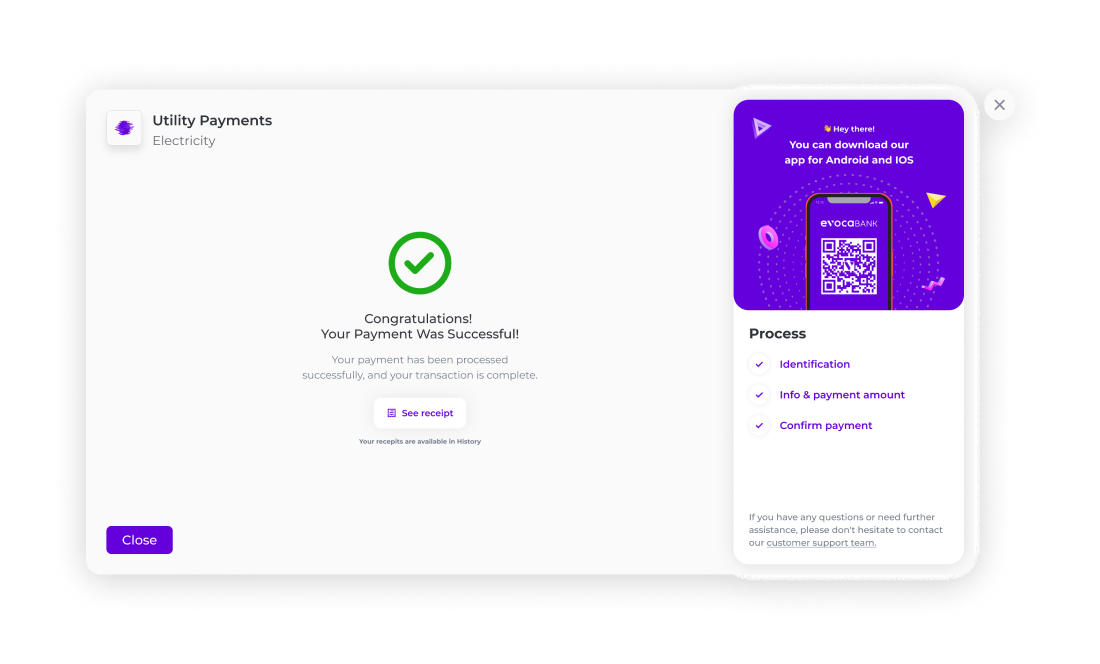 Utility Payments
Electricity
Congratulations!
Your Payment Was Successful!
Your payment has been processed
successfully, and your transaction is complete.
See receipt
Your recepits are available in History
Close
👋 Hey there!
You can download our
app for Android and IOS
evocaBANK
Process
Identification
Info & payment amount
Confirm payment
If you have any questions or need further
assistance, please don't hesitate to contact
our customer support team.